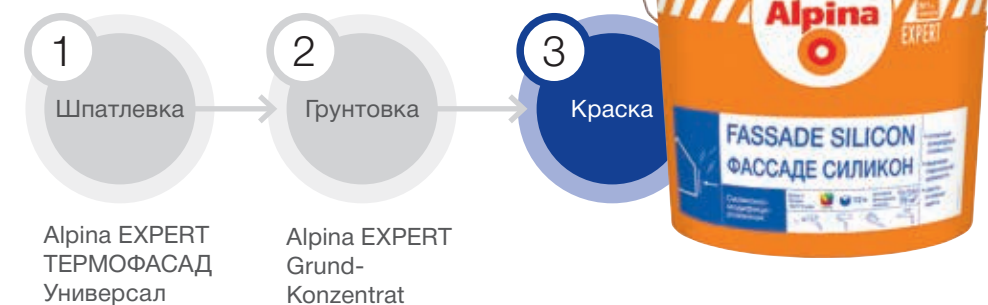 1
Шпатлевка
2
Грунтовка
3
Краска
Alpina EXPERT
ТЕРМОФАСАД
Универсал
Alpina EXPERT
Grund-
Konzentrat
Alpina
EXPERT
FASSADE SILICON
ФАССАДЕ СИЛИКОН